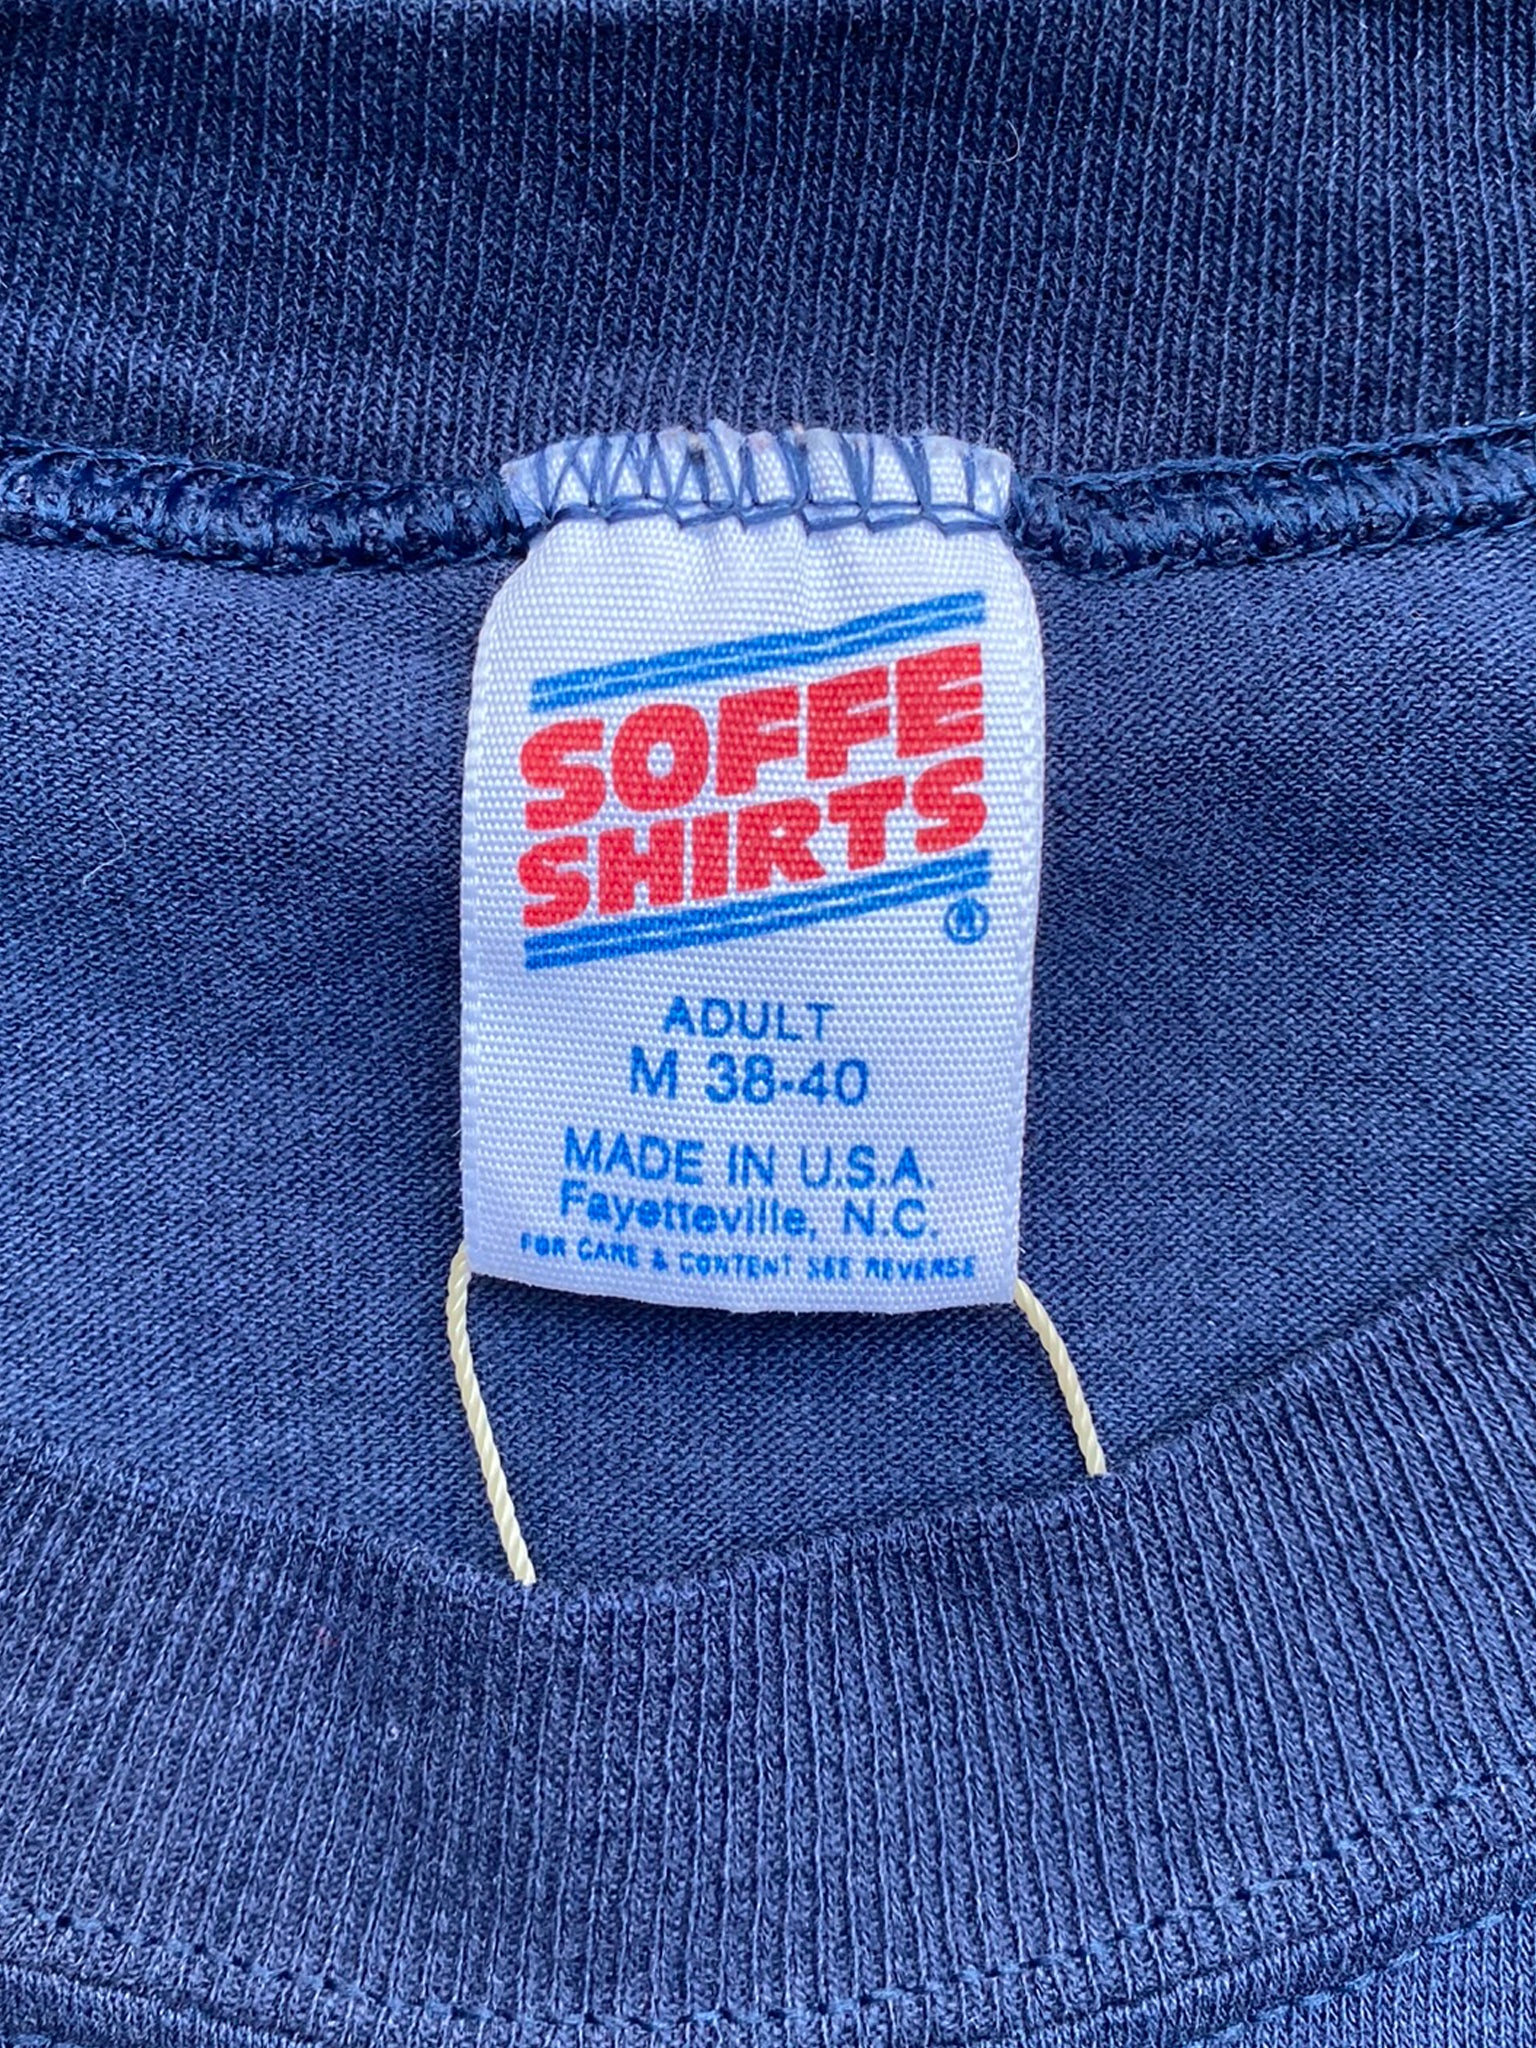 SOFFE
SHIRTS
®
ADULT
M 38-40
MADE IN U.S.A.
Fayetteville, N.C.
FOR CARE & CONTENT SEE REVERSE